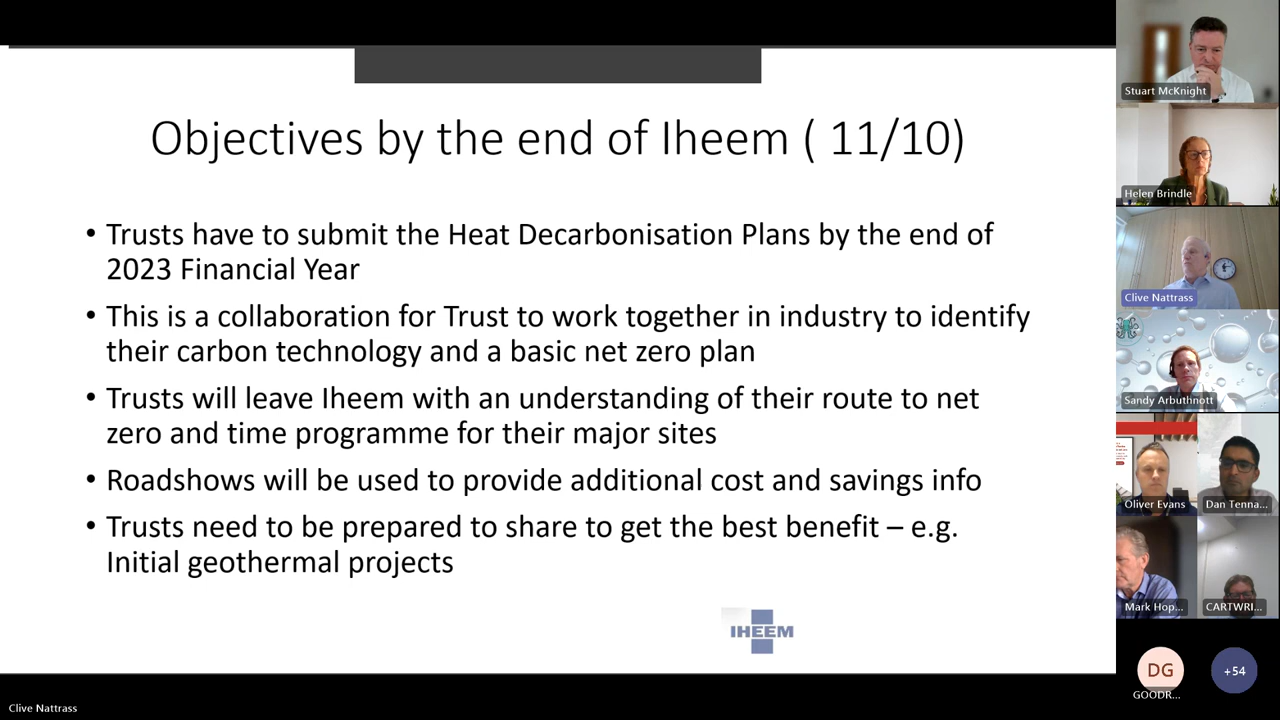 Objectives by the end of Iheem ( 11/10)
• Trusts have to submit the Heat Decarbonisation Plans by the end of
2023 Financial Year
• This is a collaboration for Trust to work together in industry to identify
their carbon technology and a basic net zero plan
• Trusts will leave Iheem with an understanding of their route to net
zero and time programme for their major sites
• Roadshows will be used to provide additional cost and savings info
• Trusts need to be prepared to share to get the best benefit – e.g.
Initial geothermal projects
IHEEM
Clive Nattrass
Stuart McKnight
Helen Brindle
Clive Nattrass
Sandy Arbuthnott
Oliver Evans
Dan Tenna...
Mark Hop...
CARTWRI...
DG
GOODR...
+54